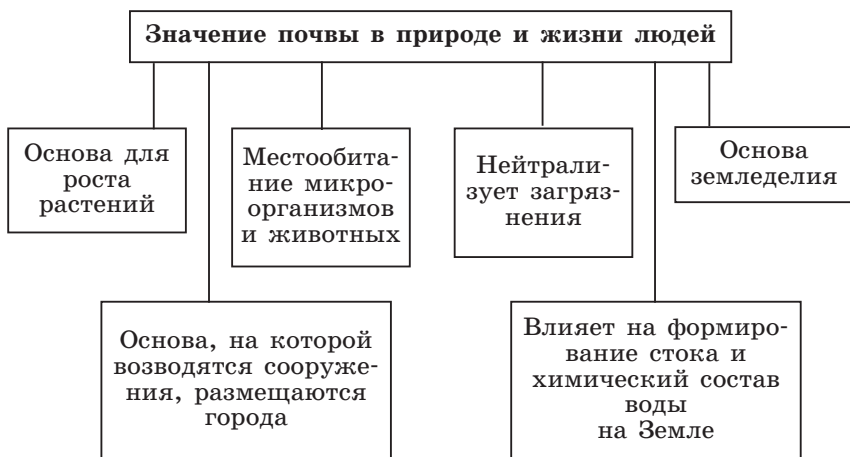 Значение почвы в природе и жизни людей
Основа для
роста
растений
Местообита-
ние микро-
организмов
и животных
Нейтрали-
зует загряз-
нения
Основа
земледелия
Основа, на которой
возводятся сооруже-
ния, размещаются
города
Влияет на формиро-
вание стока и
химический состав
воды
на Земле